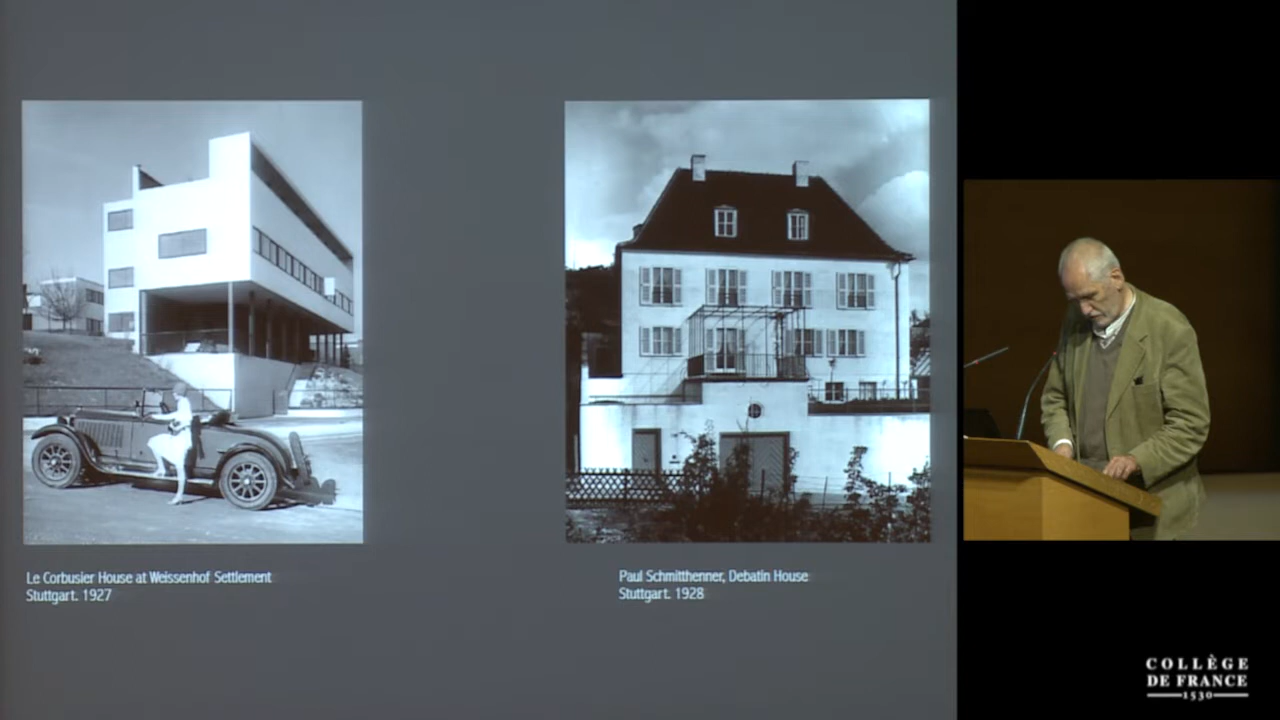 Le Corbusier House at Weissenhof Settlement
Stuttgart. 1927
Paul Schmitthenner, Debatin House
Stuttgart. 1928
COLLÈGE
DE FRANCE
1530